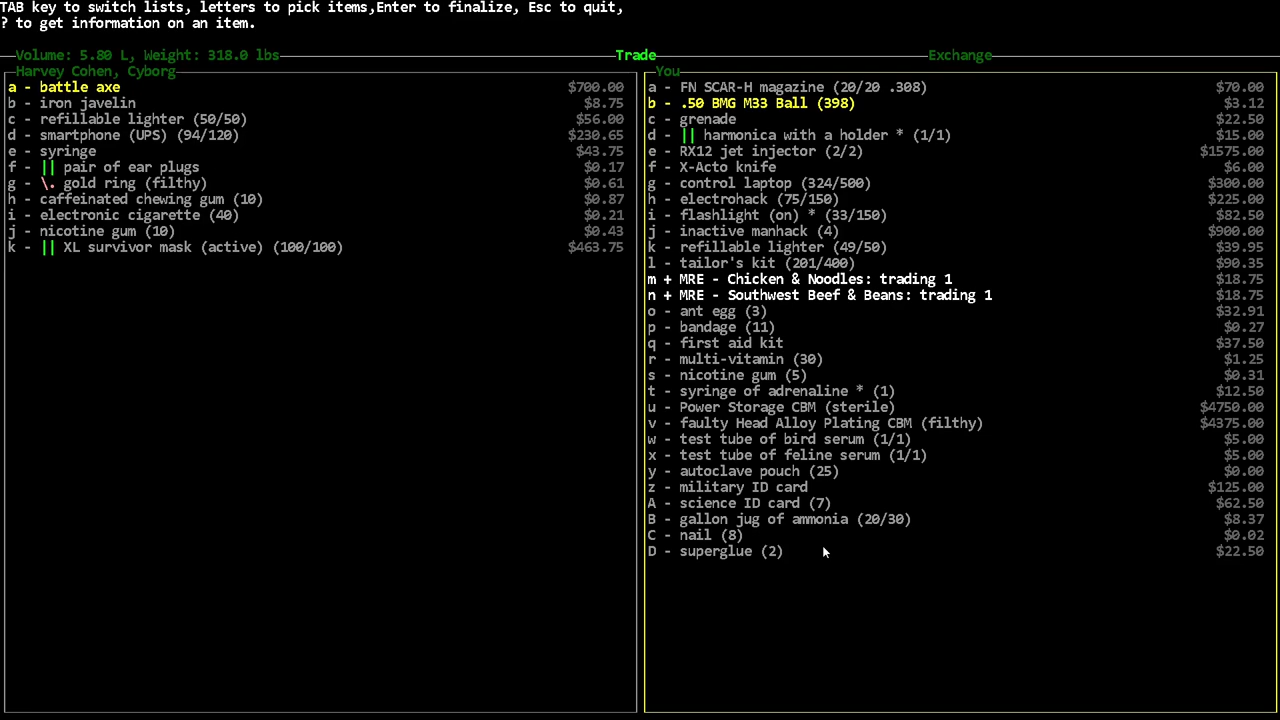 TAB key to switch lists, letters to pick items,Enter to finalize, Esc to quit,
? to get information on an item.
Volume: 5.80 L, Weight: 318.0 lbs Trade Exchange
Harvey Cohen, Cyborg
a - battle axe $700.00
b - iron javelin $8.75
c - refillable lighter (50/50) $56.00
d - smartphone (UPS) (94/120) $230.65
e - syringe $43.75
f - || pair of ear plugs $0.17
g - \. gold ring (filthy) $0.61
h - caffeinated chewing gum (10) $0.87
i - electronic cigarette (40) $0.21
j - nicotine gum (10) $0.43
k - || XL survivor mask (active) (100/100) $463.75
You
a - FN SCAR-H magazine (20/20 .308) $70.00
b - .50 BMG M33 Ball (398) $3.12
c - grenade $22.50
d - || harmonica with a holder * (1/1) $15.00
e - RX12 jet injector (2/2) $1575.00
f - X-Acto knife $6.00
g - control laptop (324/500) $300.00
h - electrohack (75/150) $225.00
i - flashlight (on) * (33/150) $82.50
j - inactive manhack (4) $900.00
k - refillable lighter (49/50) $39.95
l - tailor's kit (201/400) $90.35
m + MRE - Chicken & Noodles: trading 1 $18.75
n + MRE - Southwest Beef & Beans: trading 1 $18.75
o - ant egg (3) $32.91
p - bandage (11) $0.27
q - first aid kit $37.50
r - multi-vitamin (30) $1.25
s - nicotine gum (5) $0.31
t - syringe of adrenaline * (1) $12.50
u - Power Storage CBM (sterile) $4750.00
v - faulty Head Alloy Plating CBM (filthy) $4375.00
w - test tube of bird serum (1/1) $5.00
x - test tube of feline serum (1/1) $5.00
y - autoclave pouch (25) $0.00
z - military ID card $125.00
A - science ID card (7) $62.50
B - gallon jug of ammonia (20/30) $8.37
C - nail (8) $0.02
D - superglue (2) $22.50